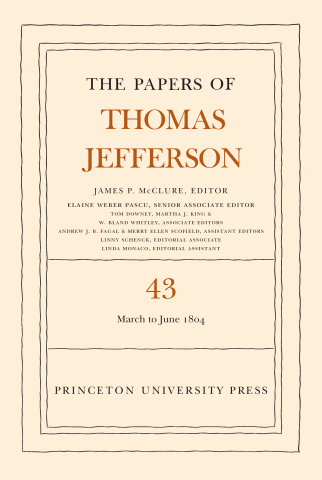 THE PAPERS OF
THOMAS
JEFFERSON
JAMES P. McCLURE, EDITOR
ELAINE WEBER PASCU, SENIOR ASSOCIATE EDITOR
TOM DOWNEY, MARTHA J. KING &
W. BLAND WHITLEY, ASSOCIATE EDITORS
ANDREW J. B. FAGAL & MERRY ELLEN SCOFIELD, ASSISTANT EDITORS
LINNY SCHENCK, EDITORIAL ASSOCIATE
LINDA MONACO, EDITORIAL ASSISTANT
43
March to June 1804
PRINCETON UNIVERSITY PRESS